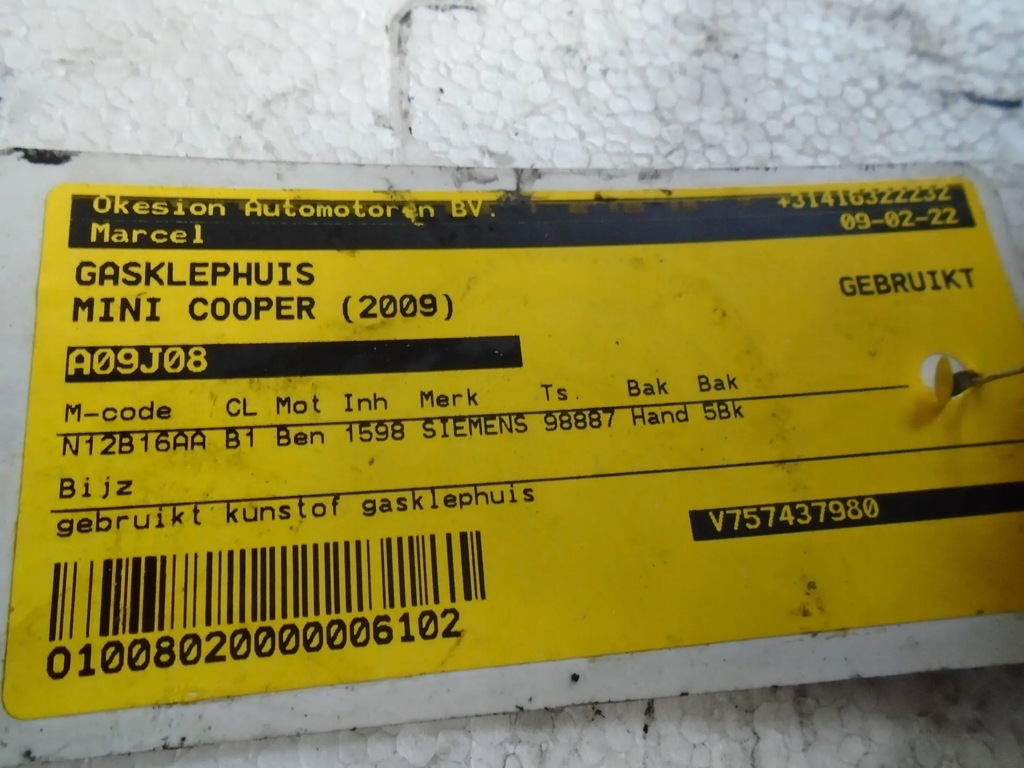 Okesion Automotoren BV. +31416322232
Marcel 09-02-22
GASKLEPHUIS
MINI COOPER (2009) GEBRUIKT
A09J08
M-code CL Mot Inh Merk Ts. Bak Bak
N12B16AA B1 Ben 1598 SIEMENS 98887 Hand 5Bk
Bijz
gebruikt kunstof gasklephuis
V757437980
01008020000006102